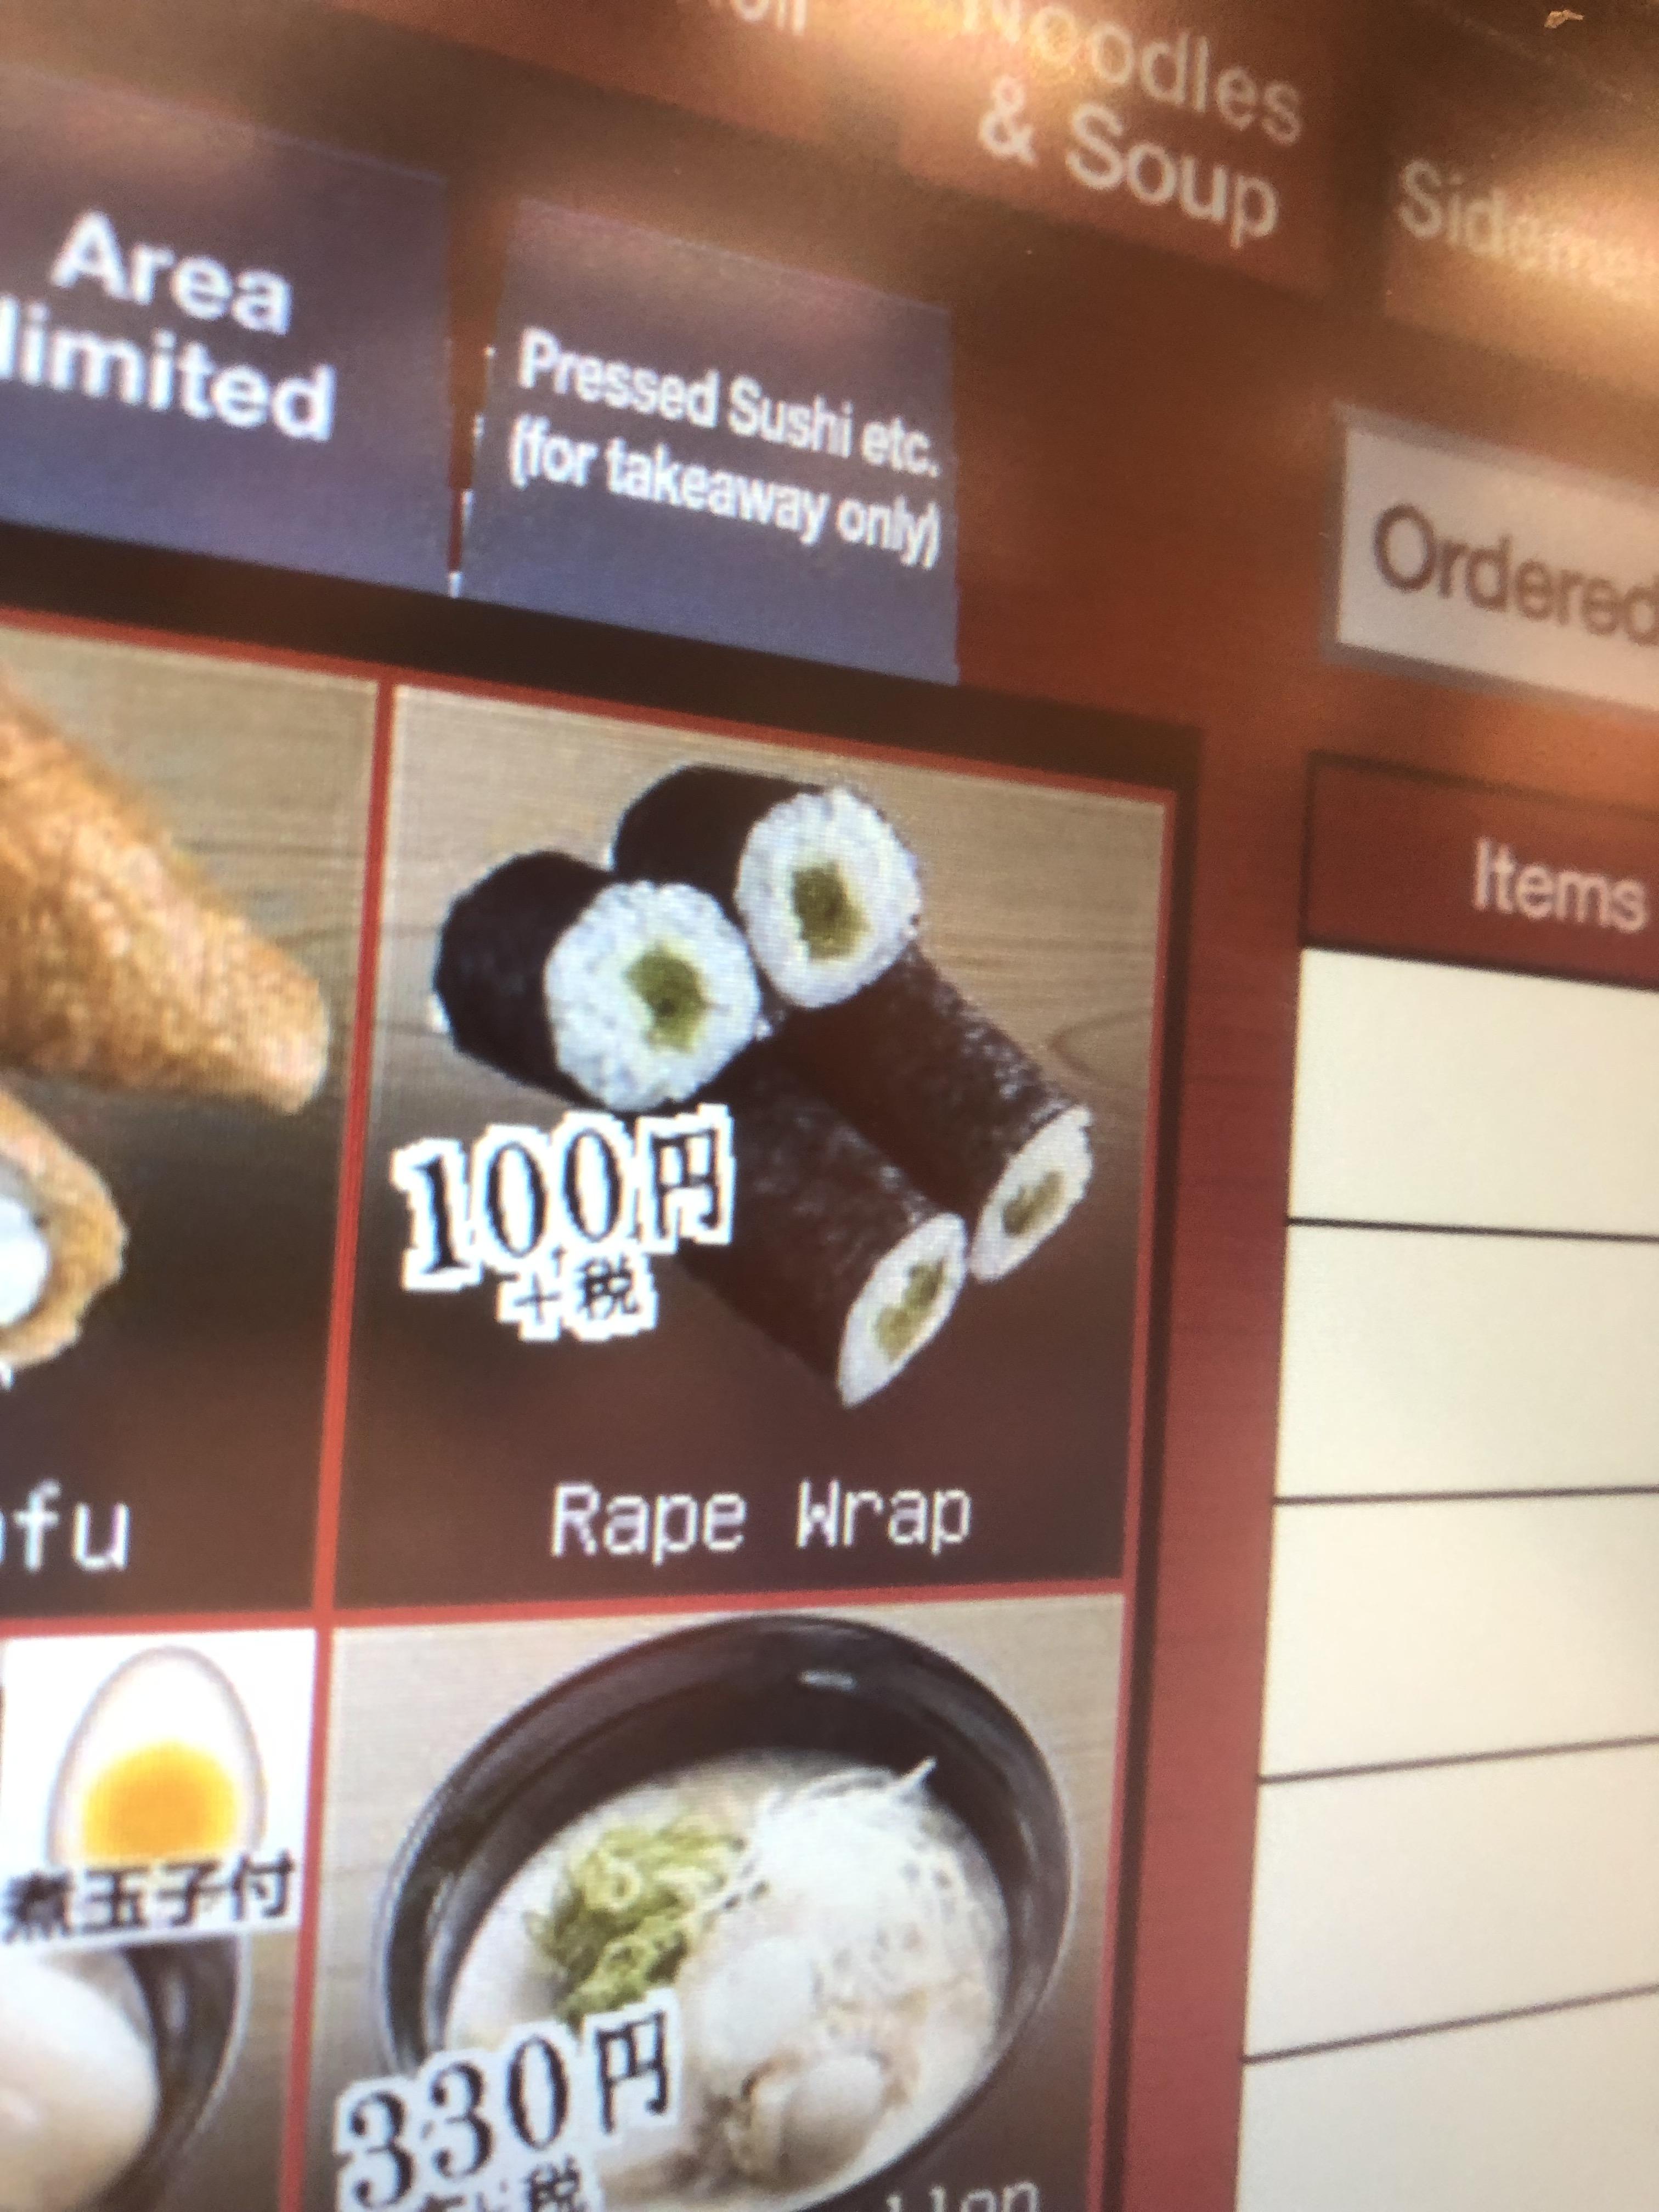 Noodles
& Soup
Area
limited
Pressed Sushi etc.
(for takeaway only)
Ordered
Items
100円
+税
Rape Wrap
煮玉子付
330円
税